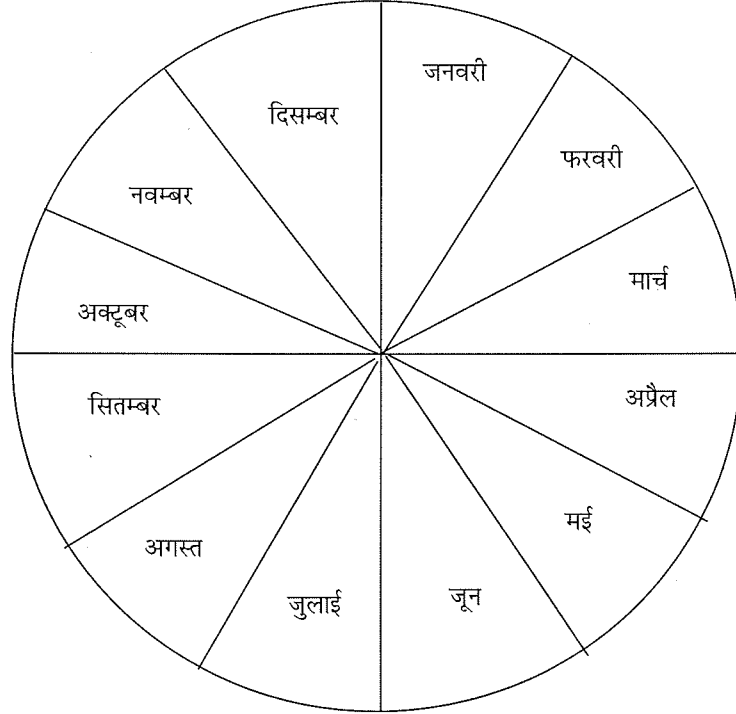 जनवरी
फरवरी
मार्च
अप्रैल
मई
जून
जुलाई
अगस्त
सितम्बर
अक्टूबर
नवम्बर
दिसम्बर